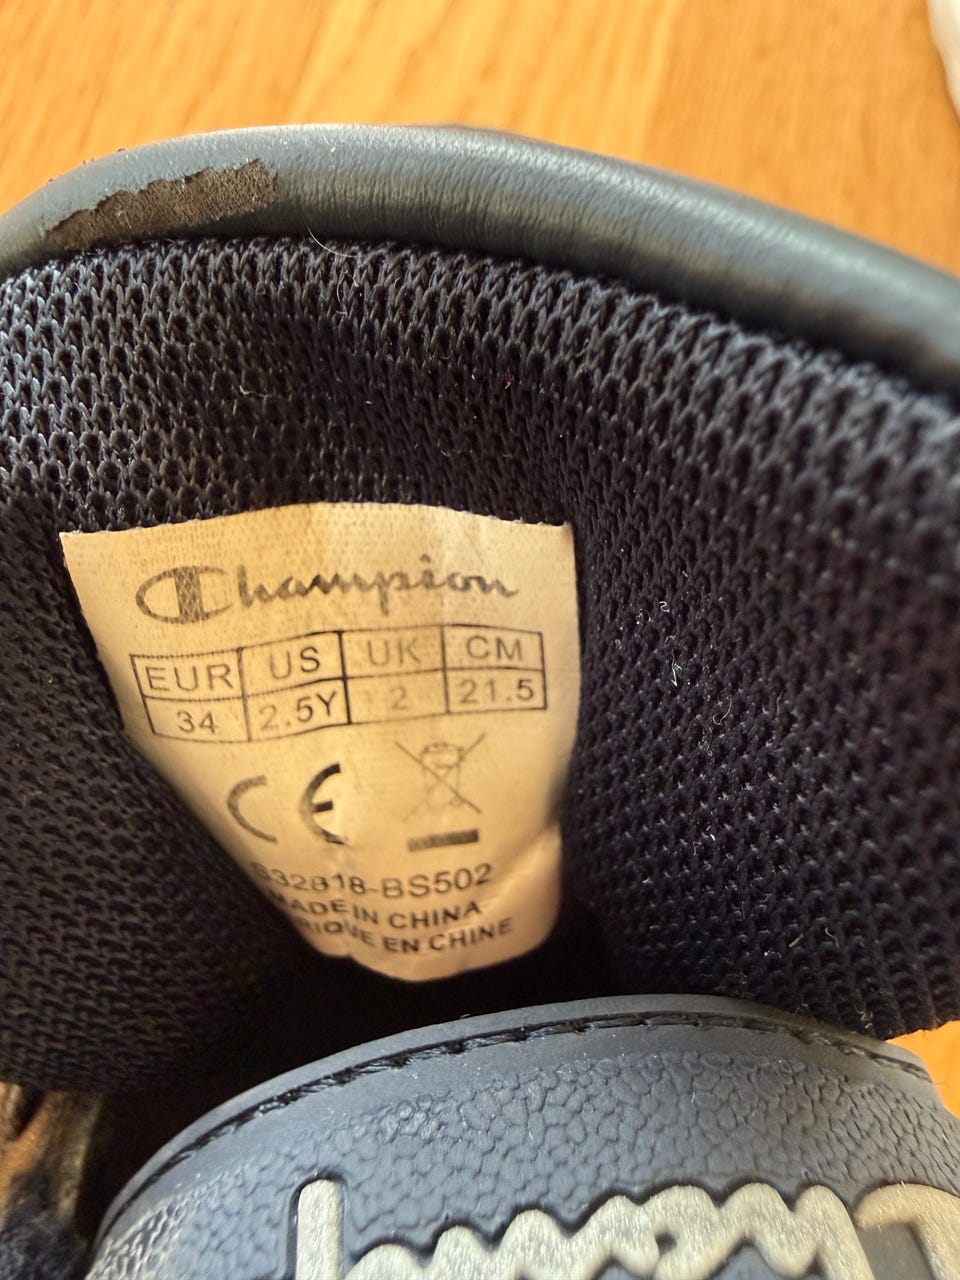 Champion
EUR US UK CM
34 2.5Y 2 21.5
CE
S32818-BS502
MADE IN CHINA
EN CHINE